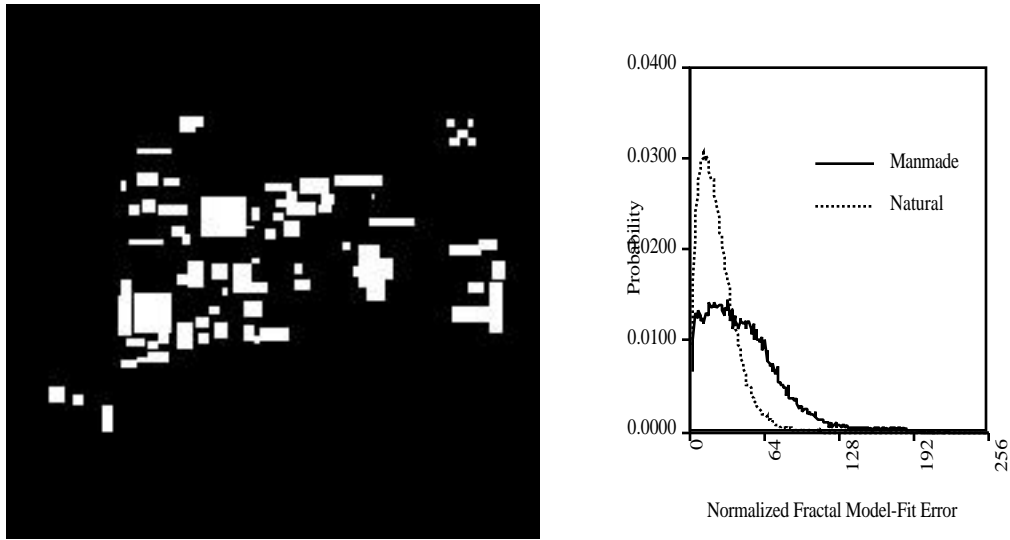 0.0400
0.0300
Manmade
Natural
Probability
0.0200
0.0100
0.0000
0
64
128
192
256
Normalized Fractal Model-Fit Error